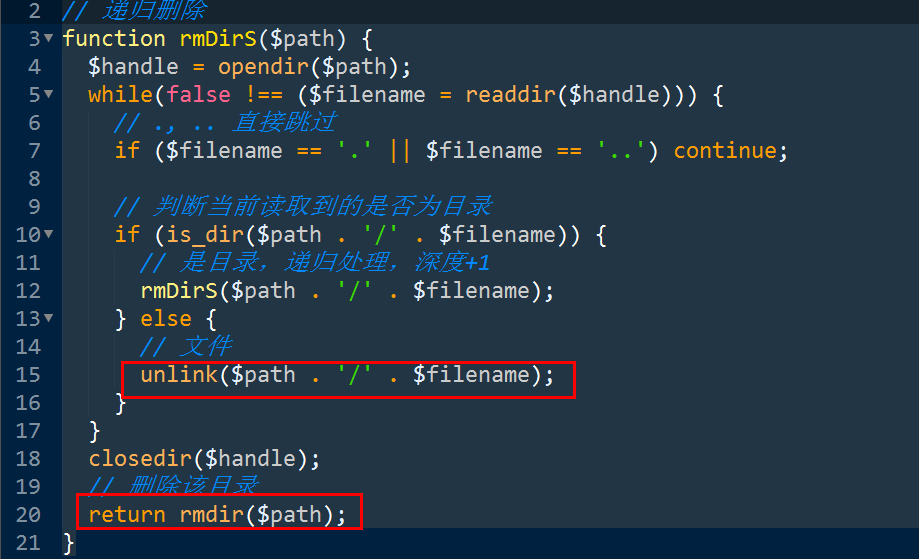 2 // 递归删除
3 function rmDirS($path) {
4 $handle = opendir($path);
5 while(false !== ($filename = readdir($handle))) {
6 // ., .. 直接跳过
7 if ($filename == '.' || $filename == '..') continue;
8
9 // 判断当前读取到的是否为目录
10 if (is_dir($path . '/' . $filename)) {
11 // 是目录，递归处理，深度+1
12 rmDirS($path . '/' . $filename);
13 } else {
14 // 文件
15 unlink($path . '/' . $filename);
16 }
17 }
18 closedir($handle);
19 // 删除该目录
20 return rmdir($path);
21 }